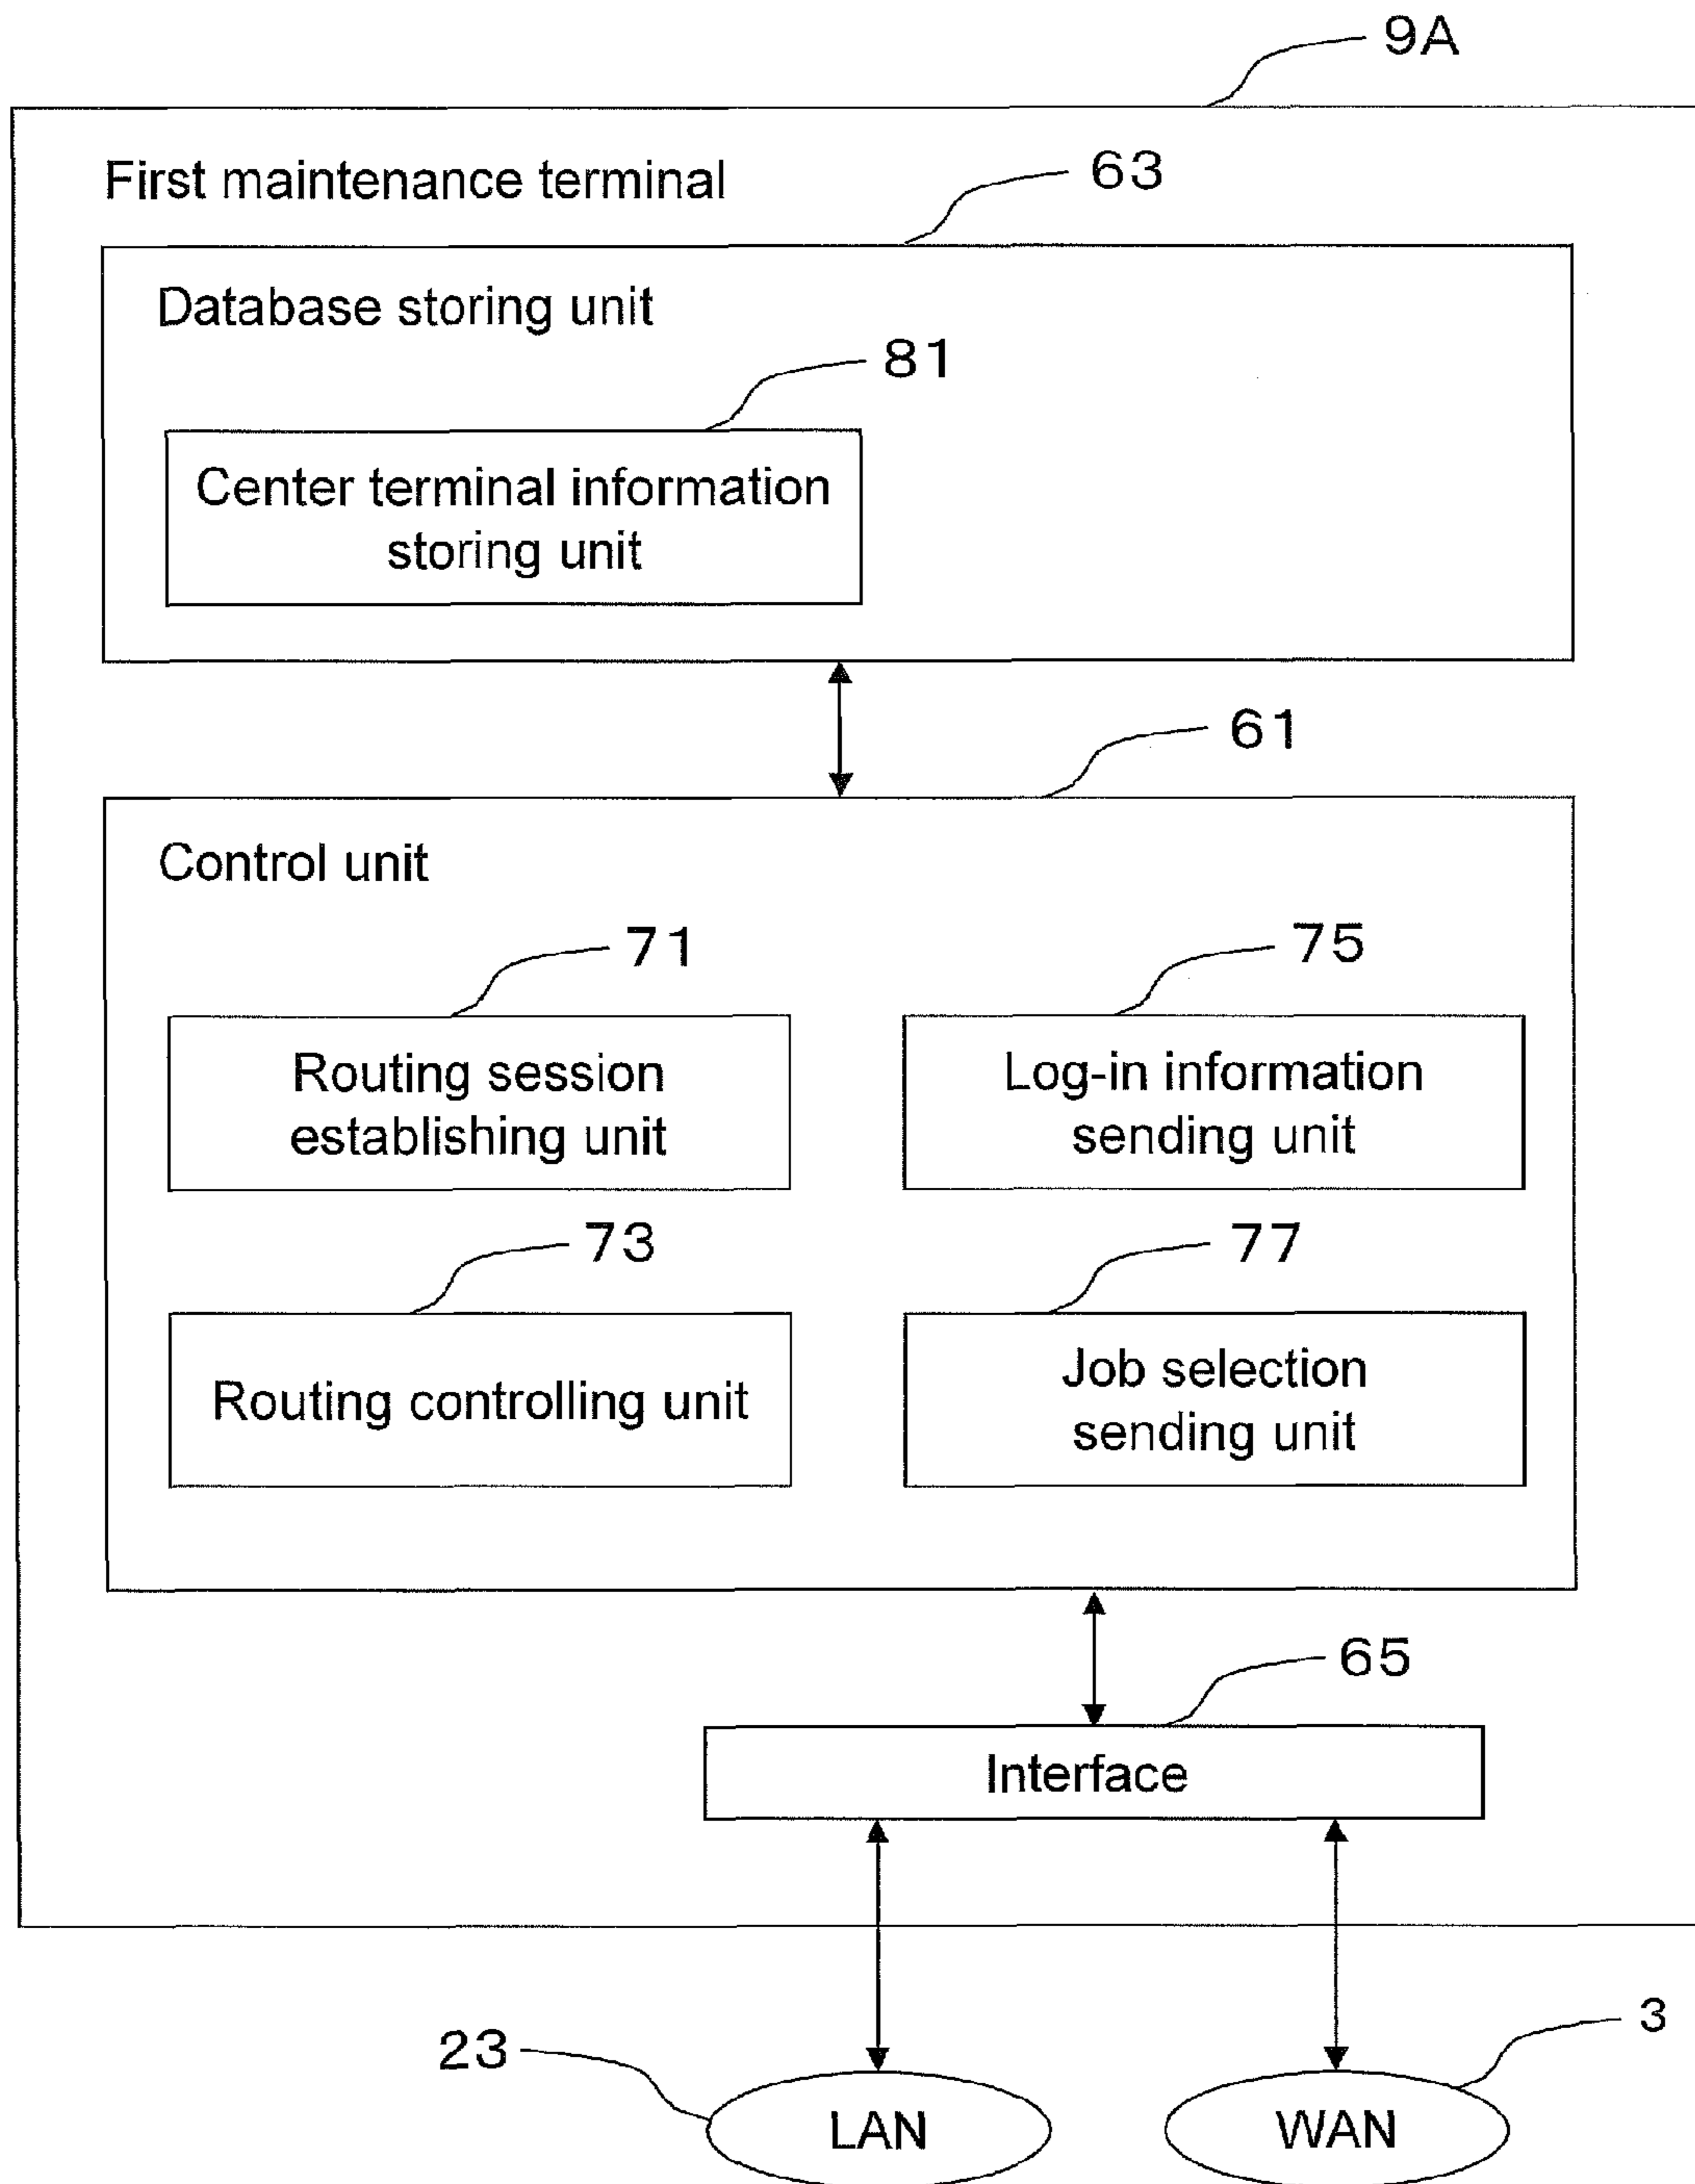 9A
First maintenance terminal
63
Database storing unit
81
Center terminal information
storing unit
61
Control unit
71
75
Routing session
establishing unit
Log-in information
sending unit
73
77
Routing controlling unit
Job selection
sending unit
65
Interface
23
3
LAN
WAN